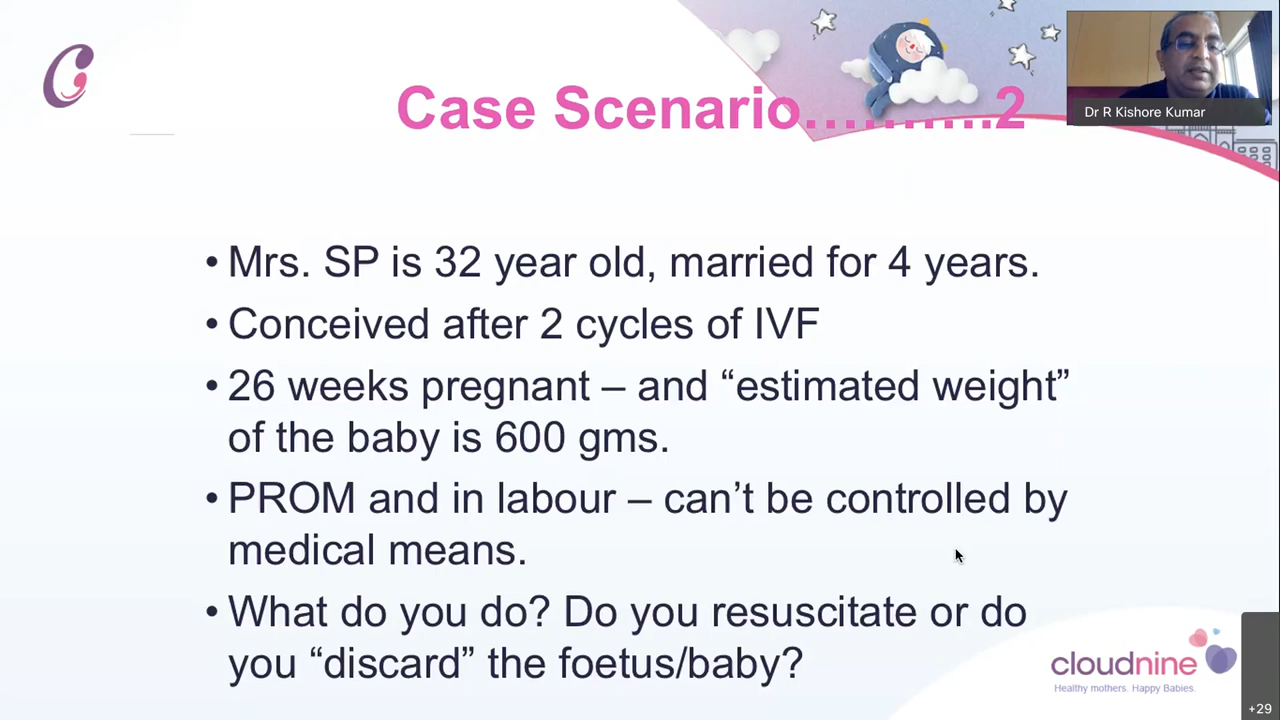 Case Scenario..........2
Dr R Kishore Kumar
• Mrs. SP is 32 year old, married for 4 years.
• Conceived after 2 cycles of IVF
• 26 weeks pregnant – and “estimated weight”
of the baby is 600 gms.
• PROM and in labour – can’t be controlled by
medical means.
• What do you do? Do you resuscitate or do
you “discard” the foetus/baby?
cloudnine
Healthy mothers. Happy Babies.
+29